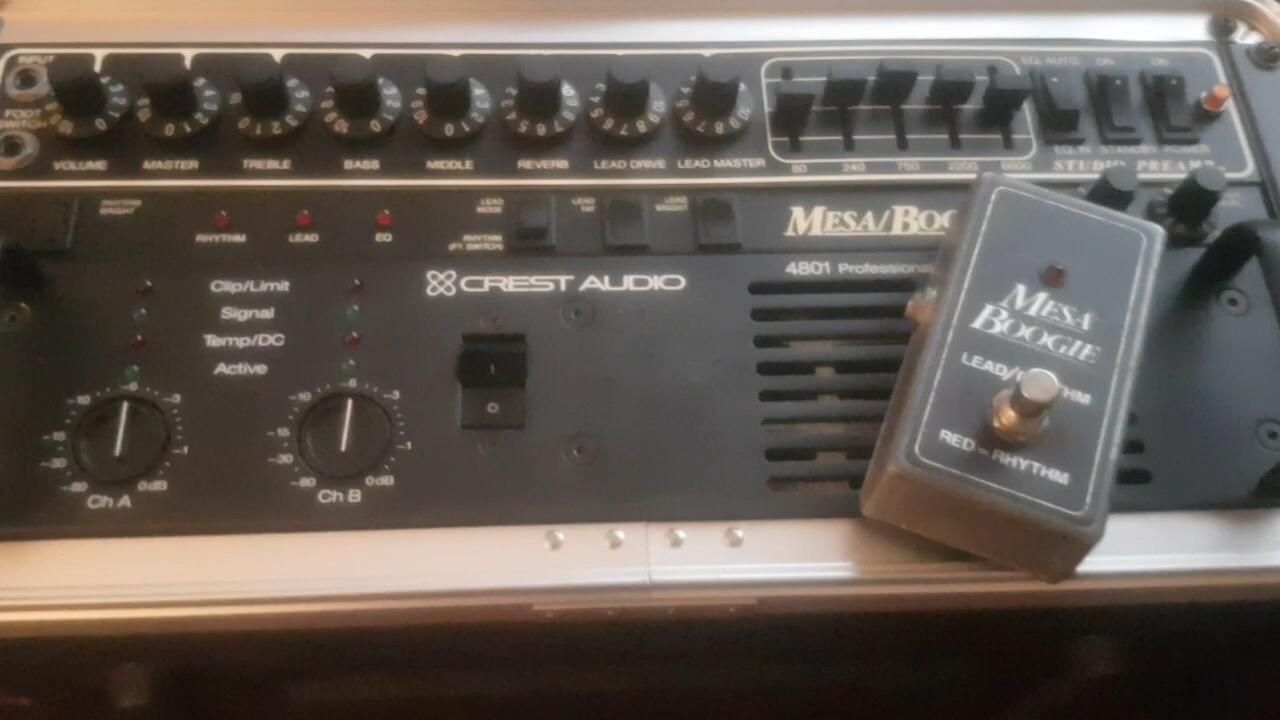 INPUT
FOOT SWITCH
VOLUME MASTER TREBLE BASS MIDDLE REVERB LEAD DRIVE LEAD MASTER
80 240 750 2200 6600
EQ AUTO ON ON
EQ IN STANDBY POWER
STUDIO PREAMP
RHYTHM BRIGHT
RHYTHM LEAD EQ
LEAD MODE
RHYTHM (FT SWITCH)
LEAD
LEAD BRIGHT
MESA/BOO
CREST AUDIO
4801 Professional
Clip/Limit
Signal
Temp/DC
Active
-10 -6 -3
-15 -1
-30
-80 0dB
Ch A
-10 -6 -3
-15 -1
-30
-80 0dB
Ch B
I
O
MESA
BOOGIE
LEAD/ HM
RED = RHYTHM